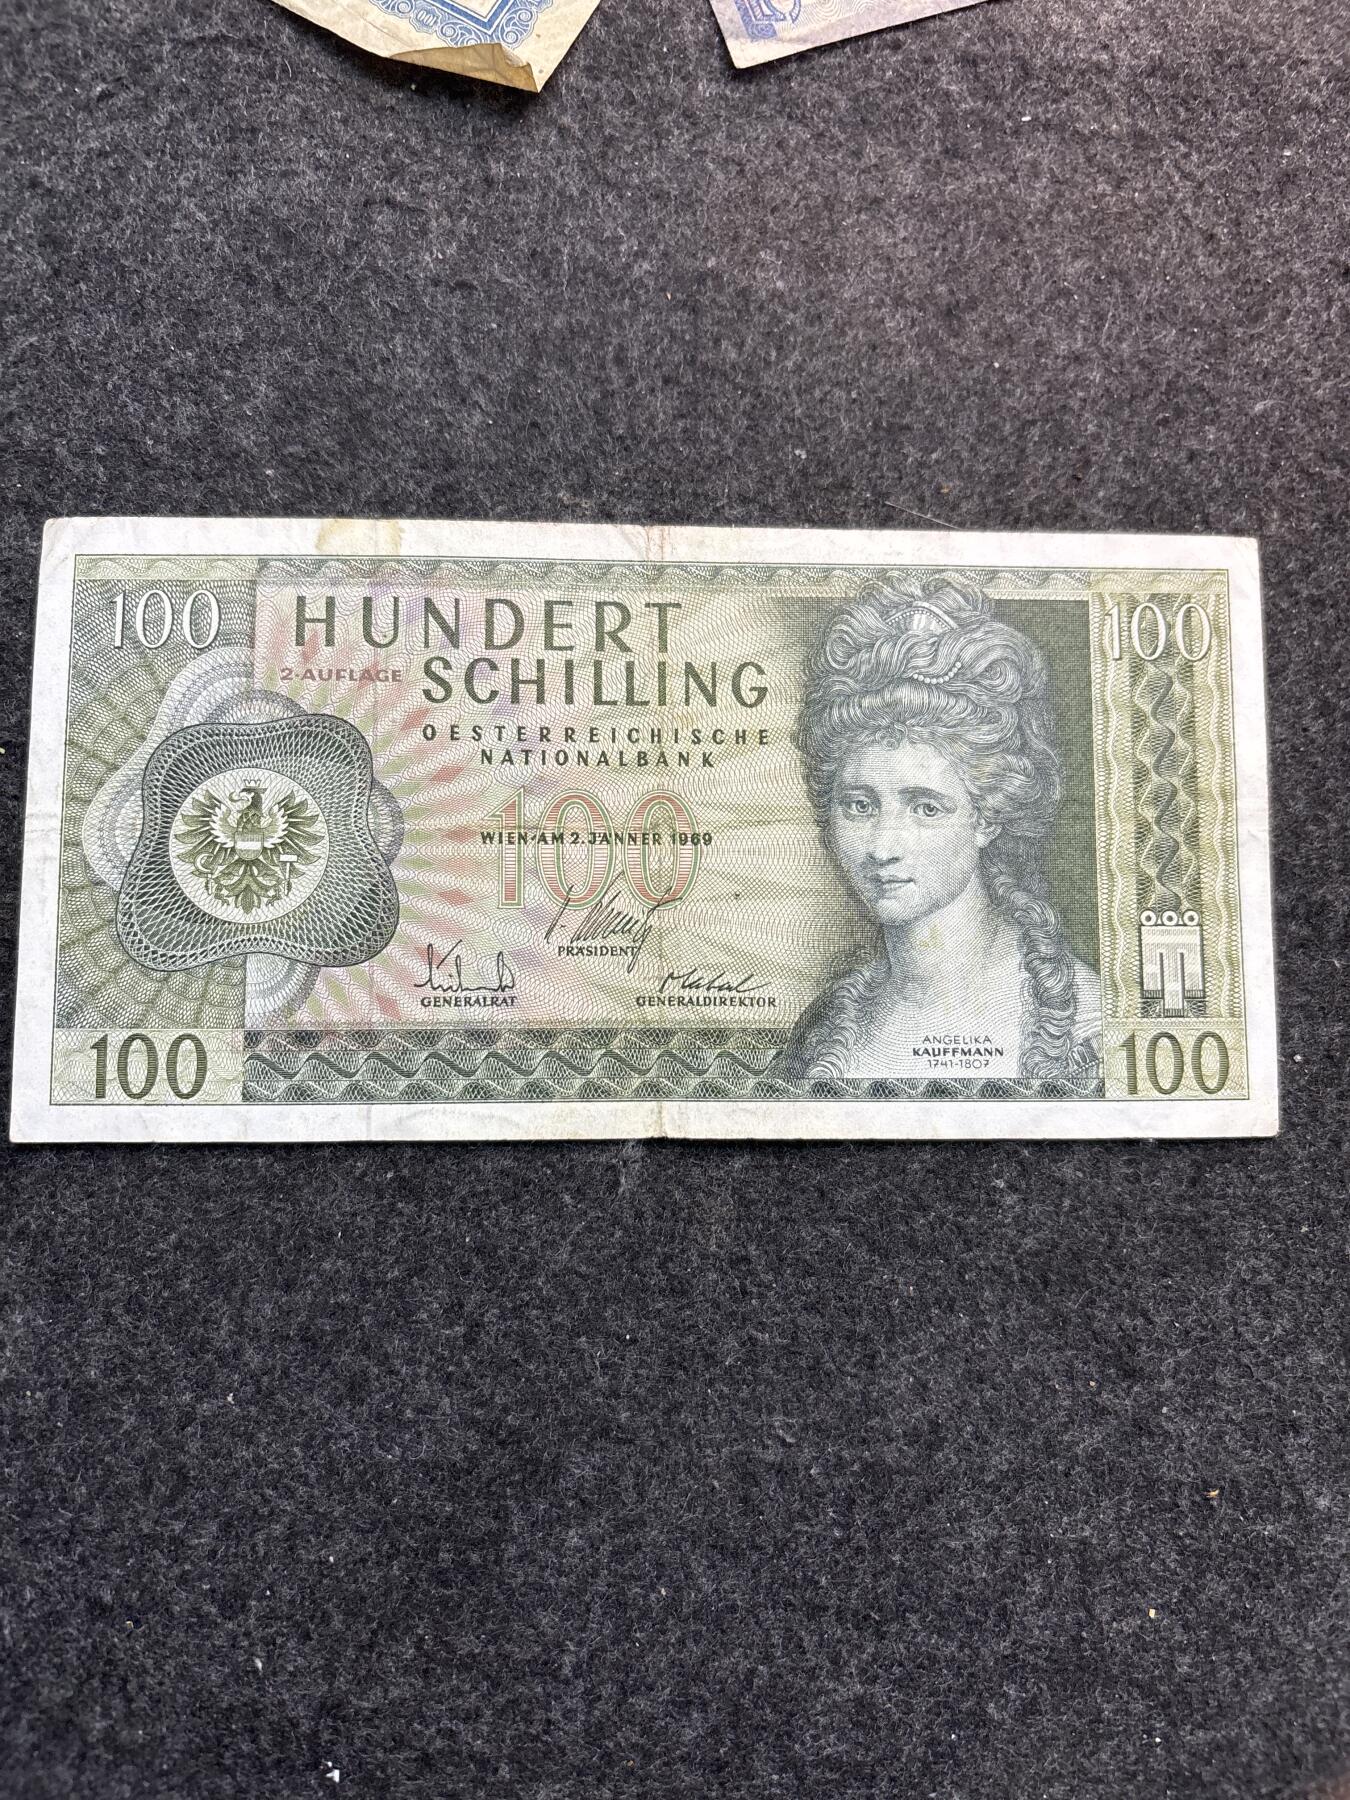 100
100
HUNDERT
100
2·AUFLAGE
SCHILLING
OESTERREICHISCHE
NATIONALBANK
100
WIEN·AM 2. JÄNNER 1969
PRÄSIDENT
GENERALRAT
GENERALDIREKTOR
ANGELIKA
KAUFFMANN
1741-1807
100
100